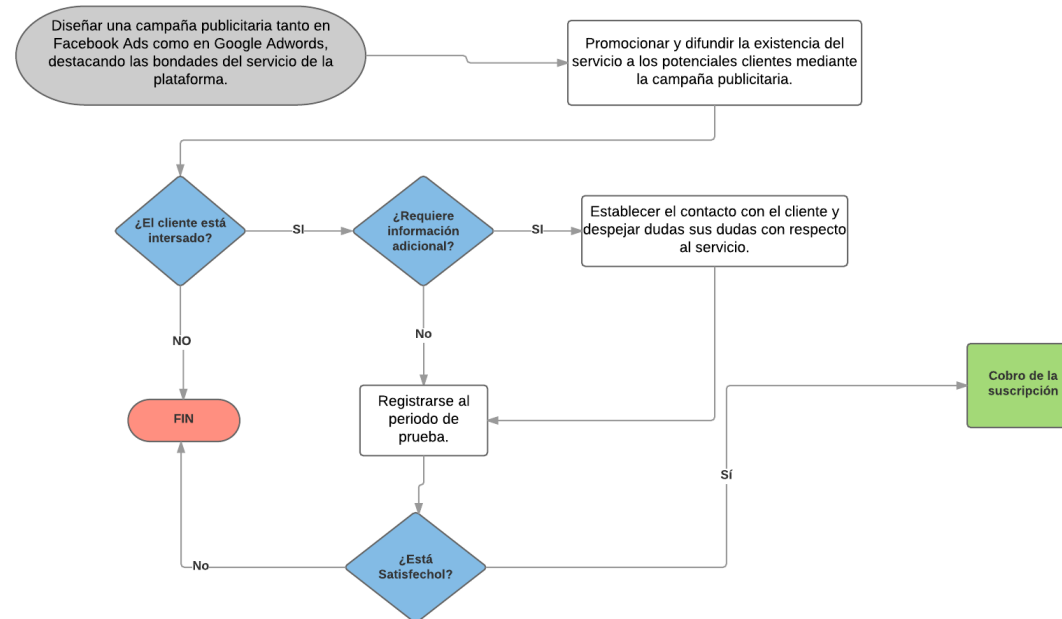 Diseñar una campaña publicitaria tanto en
Facebook Ads como en Google Adwords,
destacando las bondades del servicio de la
plataforma.
Promocionar y difundir la existencia del
servicio a los potenciales clientes mediante
la campaña publicitaria.
¿El cliente está
intersado?
SI
¿Requiere
información
adicional?
SI
Establecer el contacto con el cliente y
despejar dudas sus dudas con respecto
al servicio.
NO
No
FIN
Registrarse al
periodo de
prueba.
Cobro de la
suscripción
Sí
No
¿Está
Satisfechol?